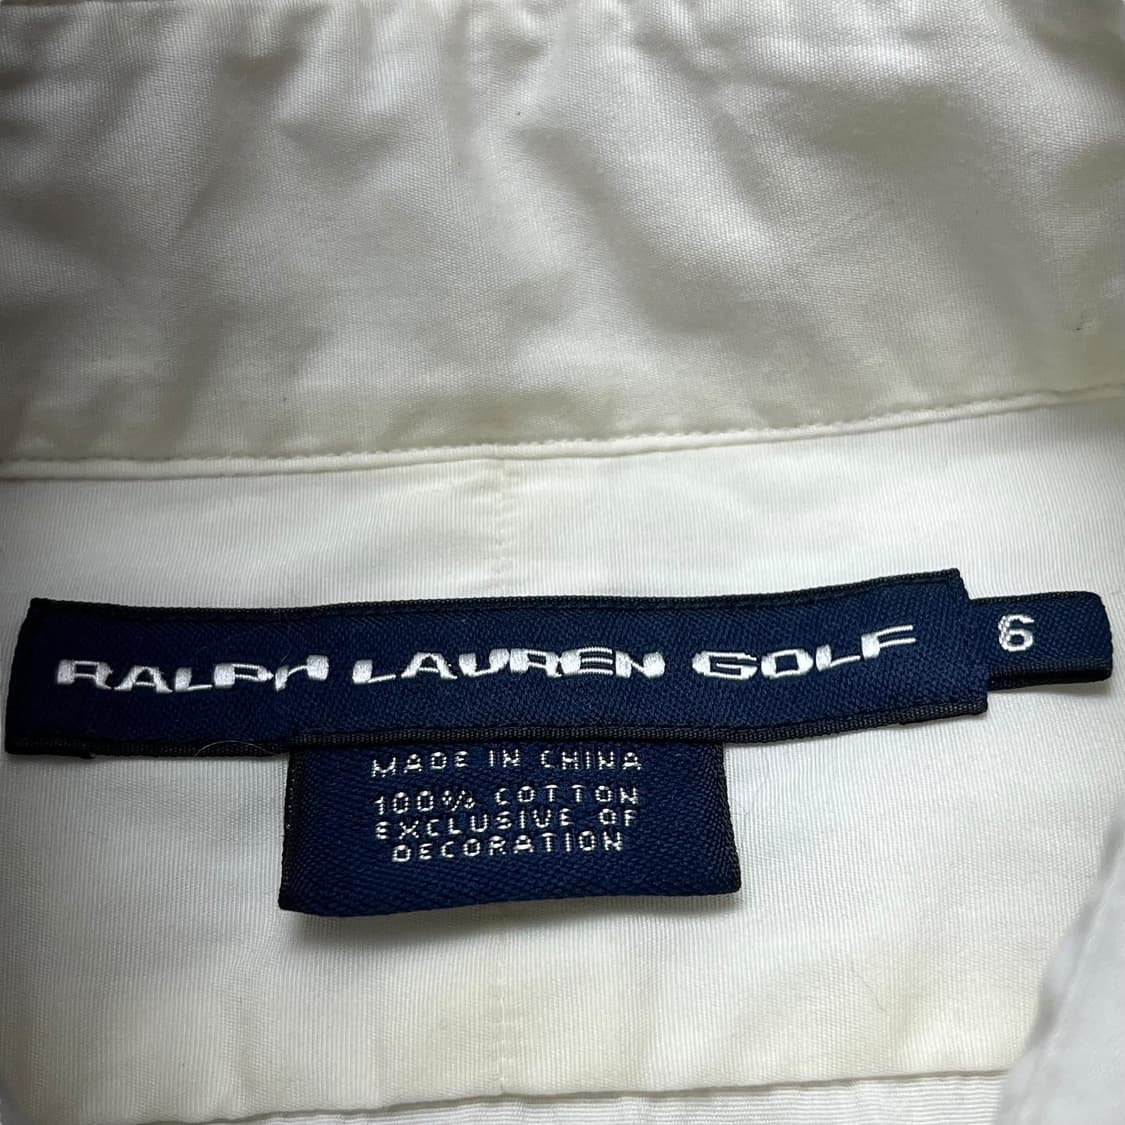 RALPH LAUREN GOLF
6
MADE IN CHINA
100% COTTON
EXCLUSIVE OF
DECORATION